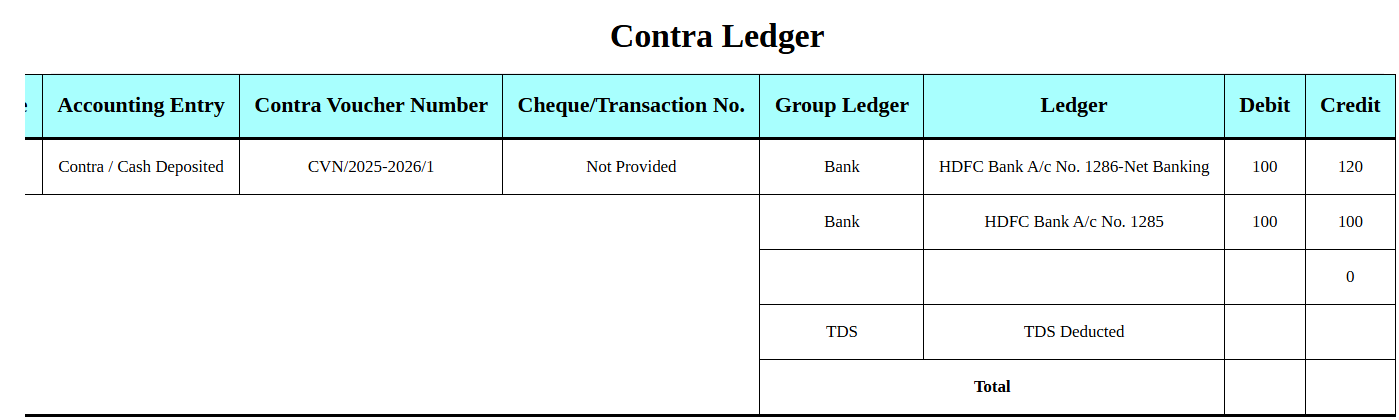 Contra Ledger
Accounting Entry Contra Voucher Number Cheque/Transaction No. Group Ledger Ledger Debit Credit
Contra / Cash Deposited CVN/2025-2026/1 Not Provided Bank HDFC Bank A/c No. 1286-Net Banking 100 120
Bank HDFC Bank A/c No. 1285 100 100
0
TDS TDS Deducted
Total